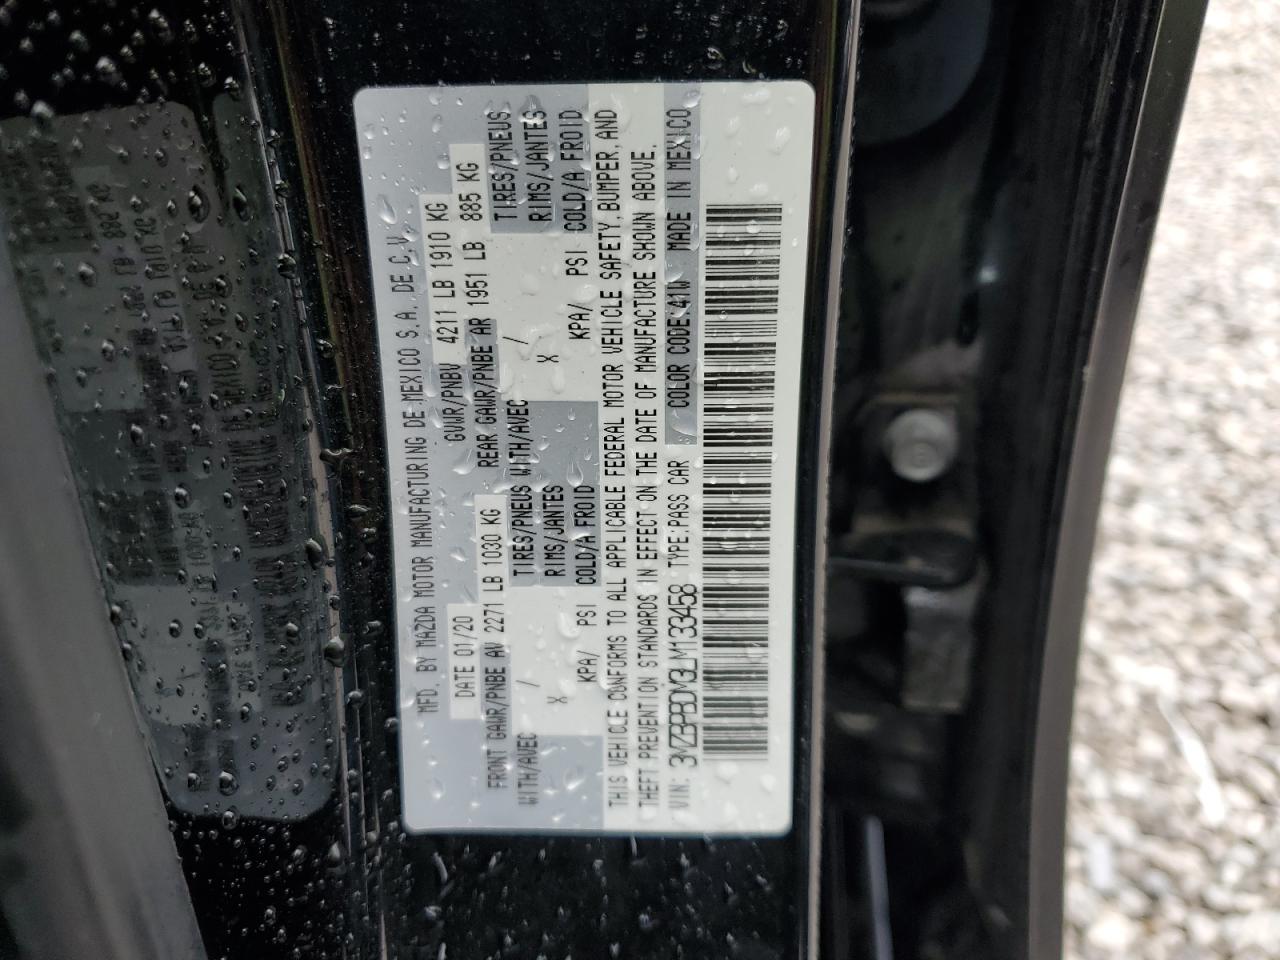 MFD. BY MAZDA MOTOR MANUFACTURING DE MEXICO S.A. DE C.V.
DATE 01/20 GVWR/PNBV 4211 LB 1910 KG
FRONT GAWR/PNBE AV 2271 LB 1030 KG REAR GAWR/PNBE AR 1951 LB 885 KG
WITH/AVEC / TIRES/PNEUS WITH/AVEC / TIRES/PNEUS
X RIMS/JANTES X RIMS/JANTES
KPA/ PSI COLD/A FROID KPA/ PSI COLD/A FROID
THIS VEHICLE CONFORMS TO ALL APPLICABLE FEDERAL MOTOR VEHICLE SAFETY, BUMPER, AND
THEFT PREVENTION STANDARDS IN EFFECT ON THE DATE OF MANUFACTURE SHOWN ABOVE.
VIN: 3MZBPBDM3LM133458 TYPE:PASS CAR COLOR CODE:41W MADE IN MEXICO